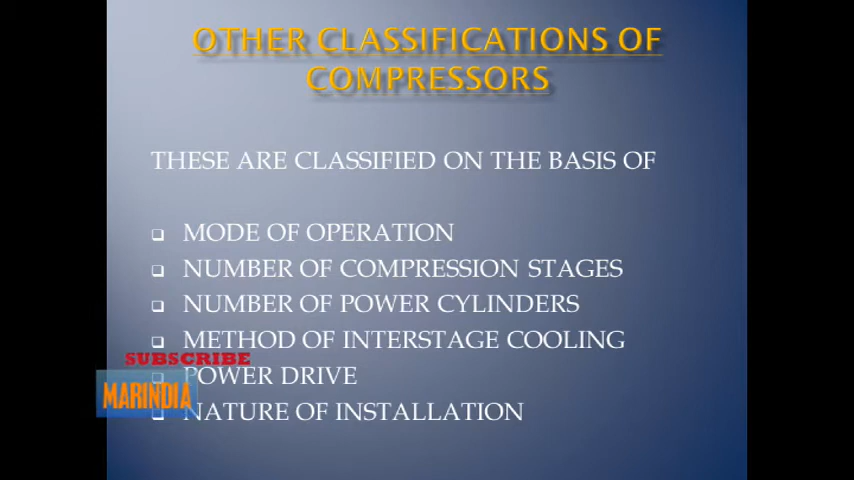 OTHER CLASSIFICATIONS OF
COMPRESSORS
THESE ARE CLASSIFIED ON THE BASIS OF
MODE OF OPERATION
NUMBER OF COMPRESSION STAGES
NUMBER OF POWER CYLINDERS
METHOD OF INTERSTAGE COOLING
SUBSCRIBE
POWER DRIVE
MARINDIA
NATURE OF INSTALLATION